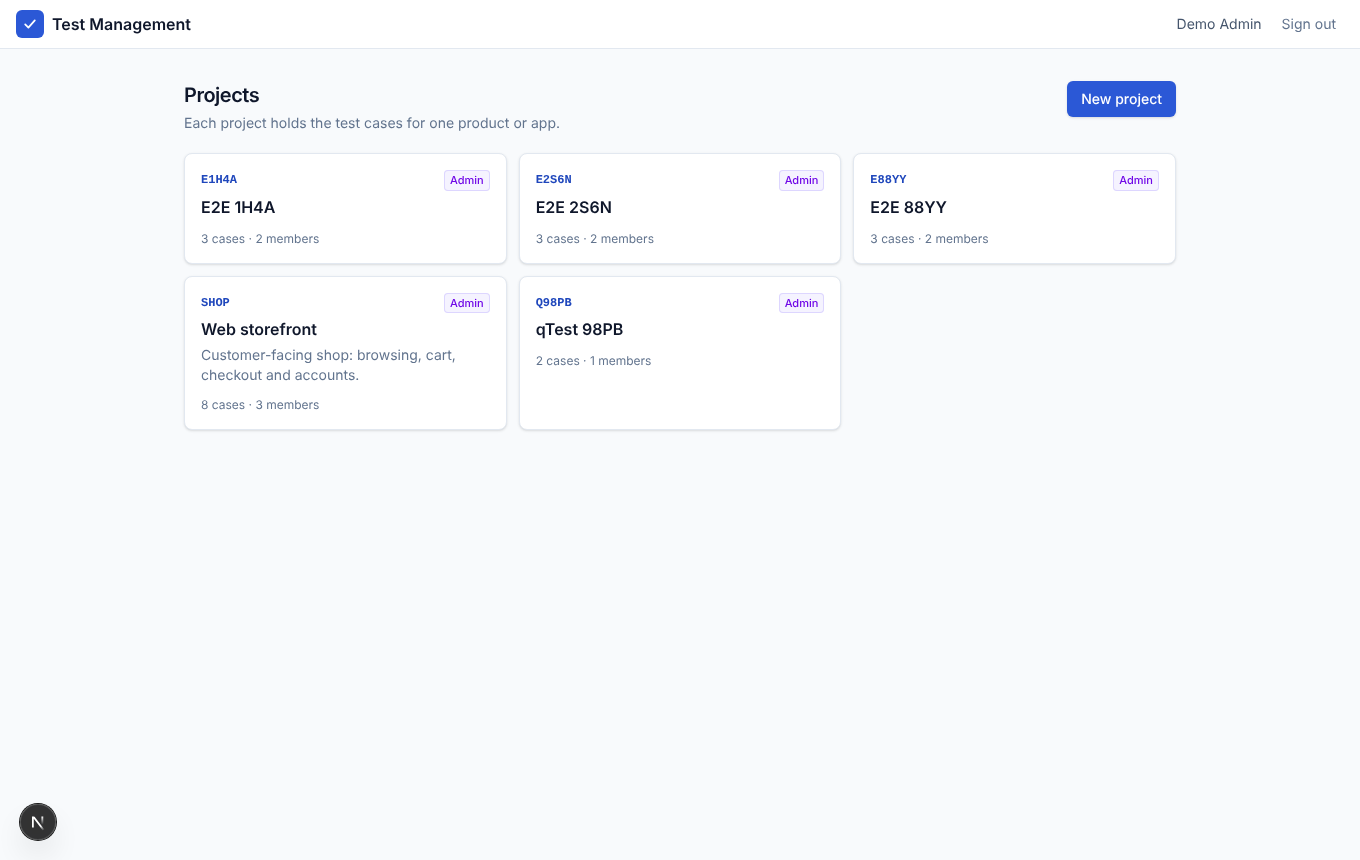 Test Management
Demo Admin
Sign out
Projects
Each project holds the test cases for one product or app.
New project
E1H4A
Admin
E2E 1H4A
3 cases · 2 members
E2S6N
Admin
E2E 2S6N
3 cases · 2 members
E88YY
Admin
E2E 88YY
3 cases · 2 members
SHOP
Admin
Web storefront
Customer-facing shop: browsing, cart,
checkout and accounts.
8 cases · 3 members
Q98PB
Admin
qTest 98PB
2 cases · 1 members
N